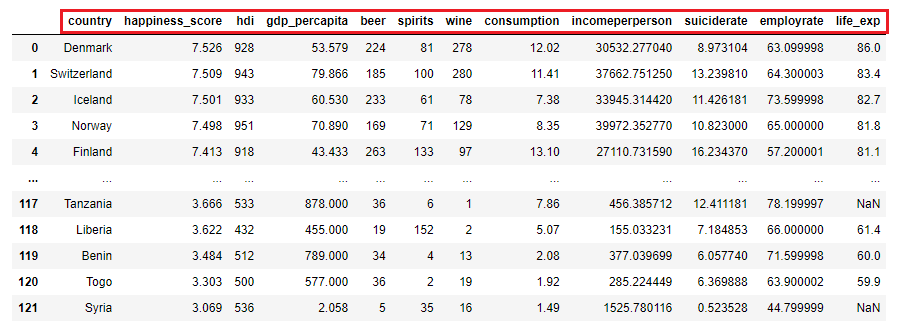 country happiness_score hdi gdp_percapita beer spirits wine consumption incomeperperson suiciderate employrate life_exp
0 Denmark 7.526 928 53.579 224 81 278 12.02 30532.277040 8.973104 63.099998 86.0
1 Switzerland 7.509 943 79.866 185 100 280 11.41 37662.751250 13.239810 64.300003 83.4
2 Iceland 7.501 933 60.530 233 61 78 7.38 33945.314420 11.426181 73.599998 82.7
3 Norway 7.498 951 70.890 169 71 129 8.35 39972.352770 10.823000 65.000000 81.8
4 Finland 7.413 918 43.433 263 133 97 13.10 27110.731590 16.234370 57.200001 81.1
... ... ... ... ... ... ... ... ... ... ... ... ...
117 Tanzania 3.666 533 878.000 36 6 1 7.86 456.385712 12.411181 78.199997 NaN
118 Liberia 3.622 432 455.000 19 152 2 5.07 155.033231 7.184853 66.000000 61.4
119 Benin 3.484 512 789.000 34 4 13 2.08 377.039699 6.057740 71.599998 60.0
120 Togo 3.303 500 577.000 36 2 19 1.92 285.224449 6.369888 63.900002 59.9
121 Syria 3.069 536 2.058 5 35 16 1.49 1525.780116 0.523528 44.799999 NaN